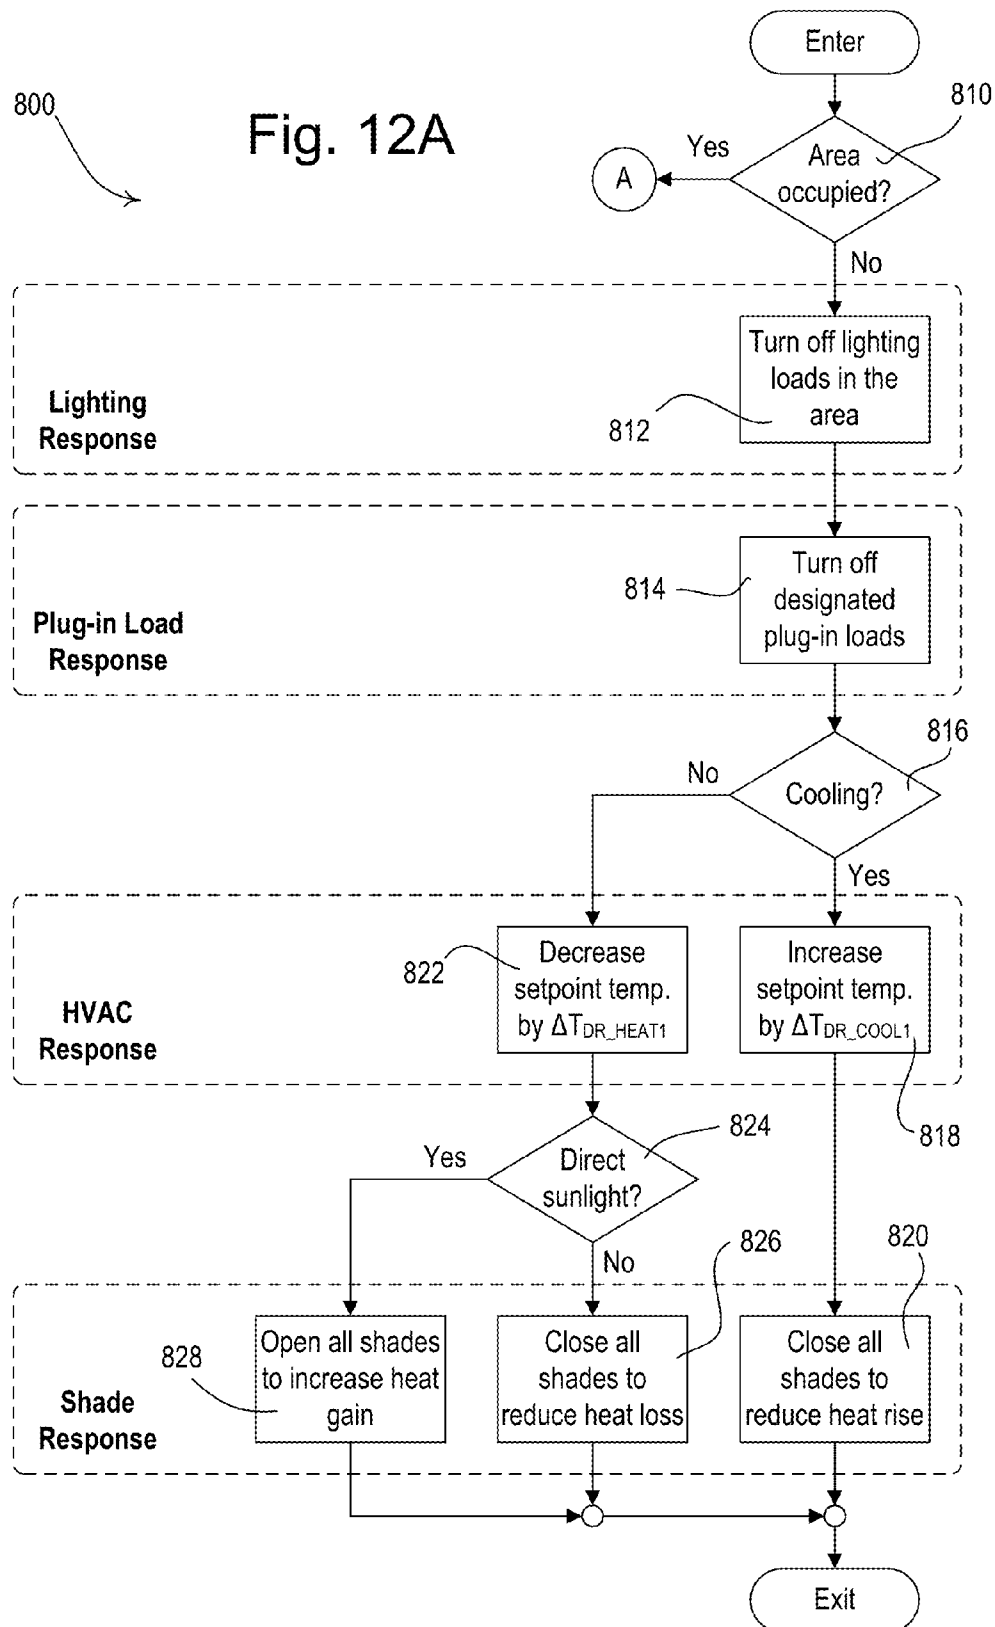 Enter
800
Fig. 12A
810
Yes
A
Area
occupied?
No
Turn off lighting
loads in the
area
Lighting
Response
812
Turn off
designated
plug-in loads
814
Plug-in Load
Response
816
No
Cooling?
Yes
822
Decrease
setpoint temp.
by ΔTDR_HEAT1
Increase
setpoint temp.
by ΔTDR_COOL1
HVAC
Response
824
818
Yes
Direct
sunlight?
No
826
820
828
Open all shades
to increase heat
gain
Close all
shades to
reduce heat loss
Close all
shades to
reduce heat rise
Shade
Response
Exit